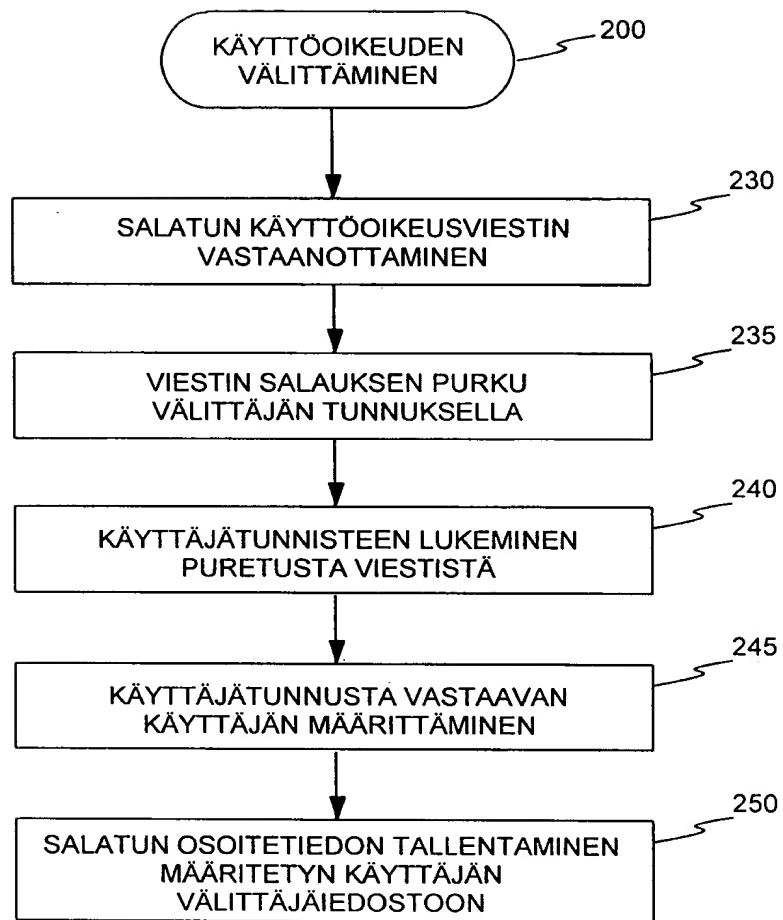 KÄYTTÖOIKEUDEN
VÄLITTÄMINEN
200
230
SALATUN KÄYTTÖOIKEUSVIESTIN
VASTAANOTTAMINEN
235
VIESTIN SALAUKSEN PURKU
VÄLITTÄJÄN TUNNUKSELLA
240
KÄYTTÄJÄTUNNISTEEN LUKEMINEN
PURETUSTA VIESTISTÄ
245
KÄYTTÄJÄTUNNUSTA VASTAAVAN
KÄYTTÄJÄN MÄÄRITTÄMINEN
250
SALATUN OSOITETIEDON TALLENTAMINEN
MÄÄRITETYN KÄYTTÄJÄN
VÄLITTÄJÄIEDOSTOON